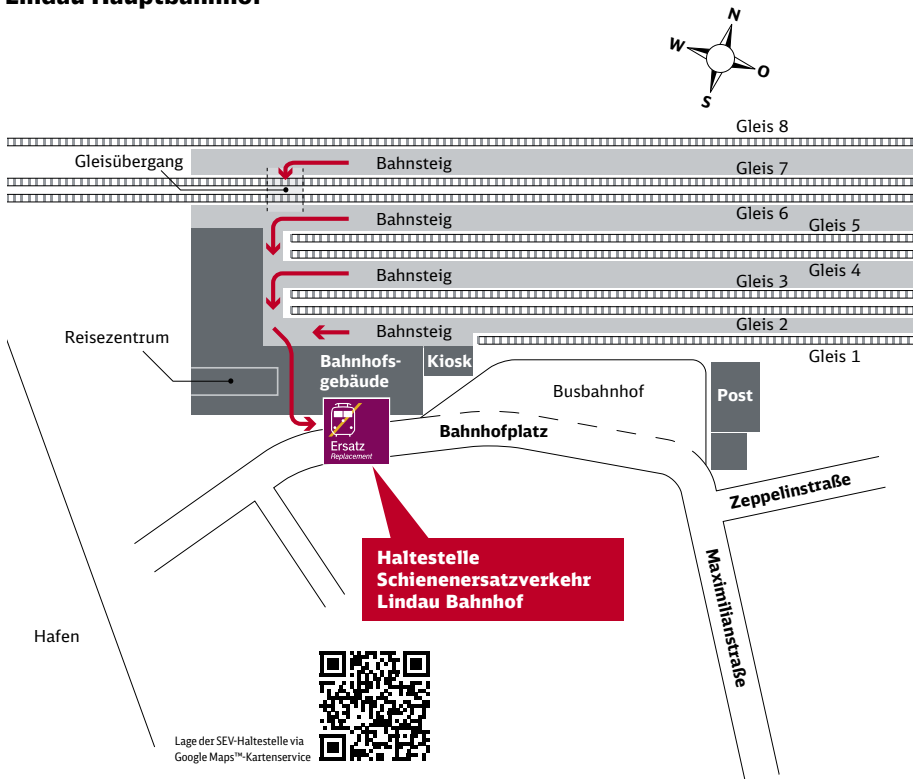 Lindau Hauptbahnhof
N
W
O
S
Gleis 8
Gleisübergang
Bahnsteig
Gleis 7
Bahnsteig
Gleis 6
Gleis 5
Bahnsteig
Gleis 4
Gleis 3
Reisezentrum
Bahnsteig
Gleis 2
Gleis 1
Bahnhofs-
gebäude
Kiosk
Busbahnhof
Post
Ersatz
Replacement
Bahnhofplatz
Zeppelinstraße
Haltestelle
Schienenersatzverkehr
Lindau Bahnhof
Maximilianstraße
Hafen
Lage der SEV-Haltestelle via
Google Maps™-Kartenservice